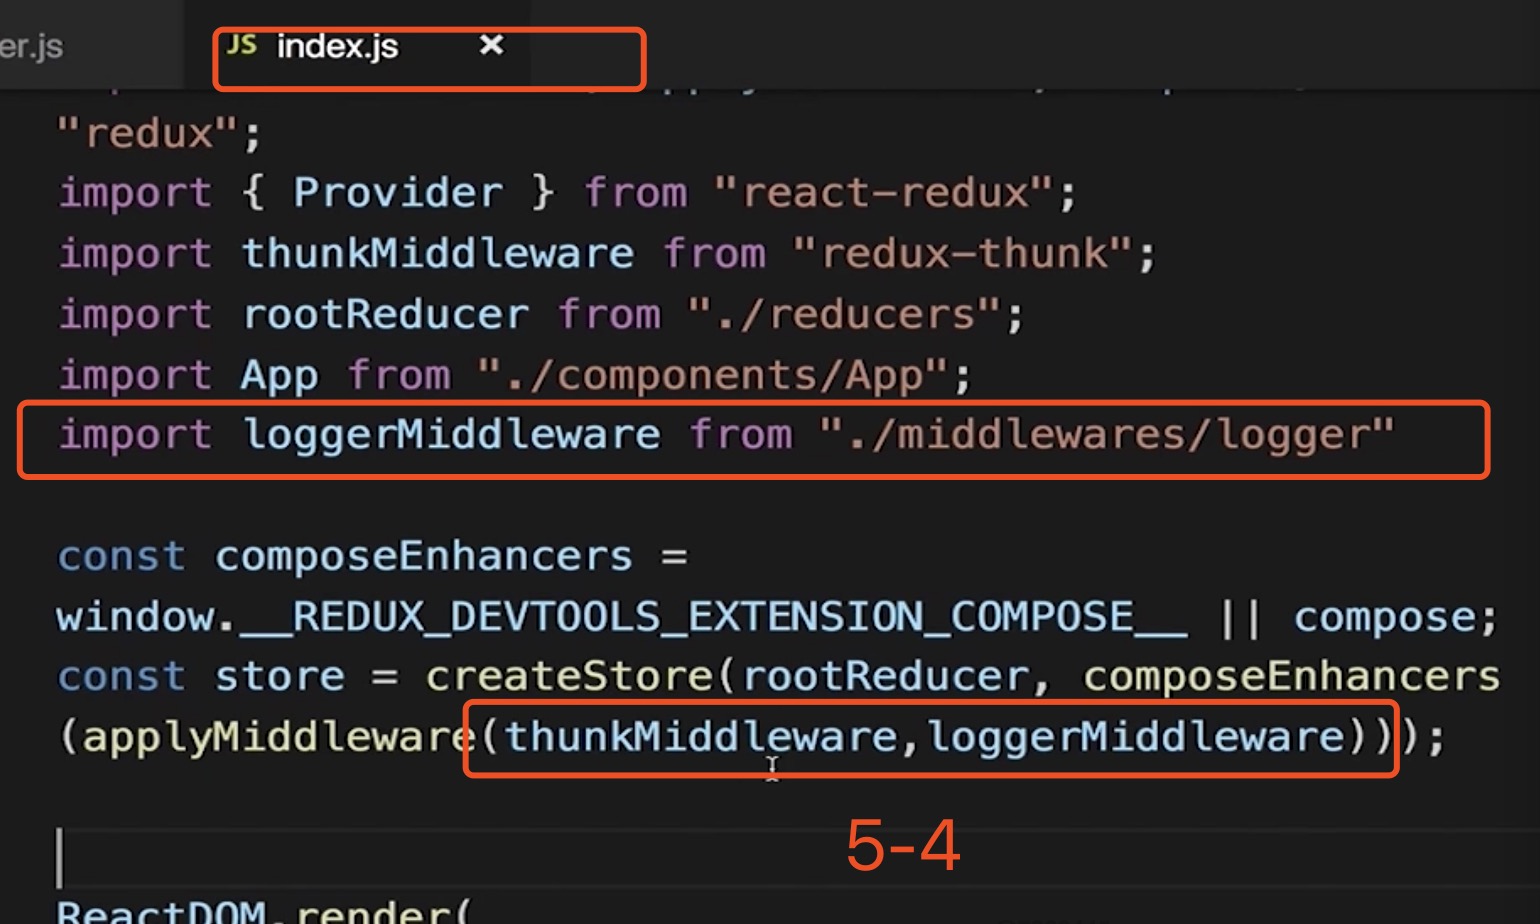 er.js JS index.js ×
"redux";
import { Provider } from "react-redux";
import thunkMiddleware from "redux-thunk";
import rootReducer from "./reducers";
import App from "./components/App";
import loggerMiddleware from "./middlewares/logger"
const composeEnhancers =
window.__REDUX_DEVTOOLS_EXTENSION_COMPOSE__ || compose;
const store = createStore(rootReducer, composeEnhancers
(applyMiddleware(thunkMiddleware,loggerMiddleware)));
5-4
ReactDOM.render(